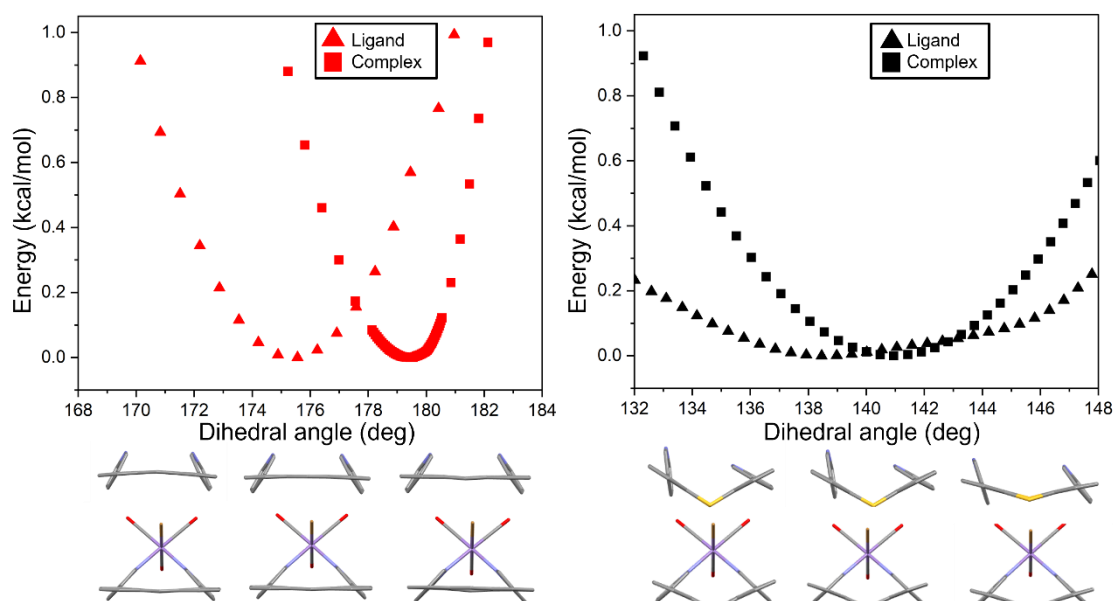 Energy (kcal/mol)
1.0
0.8
0.6
0.4
0.2
0.0
Ligand
Complex
168 170 172 174 176 178 180 182 184
Dihedral angle (deg)
Energy (kcal/mol)
1.0
0.8
0.6
0.4
0.2
0.0
Ligand
Complex
132 134 136 138 140 142 144 146 148
Dihedral angle (deg)